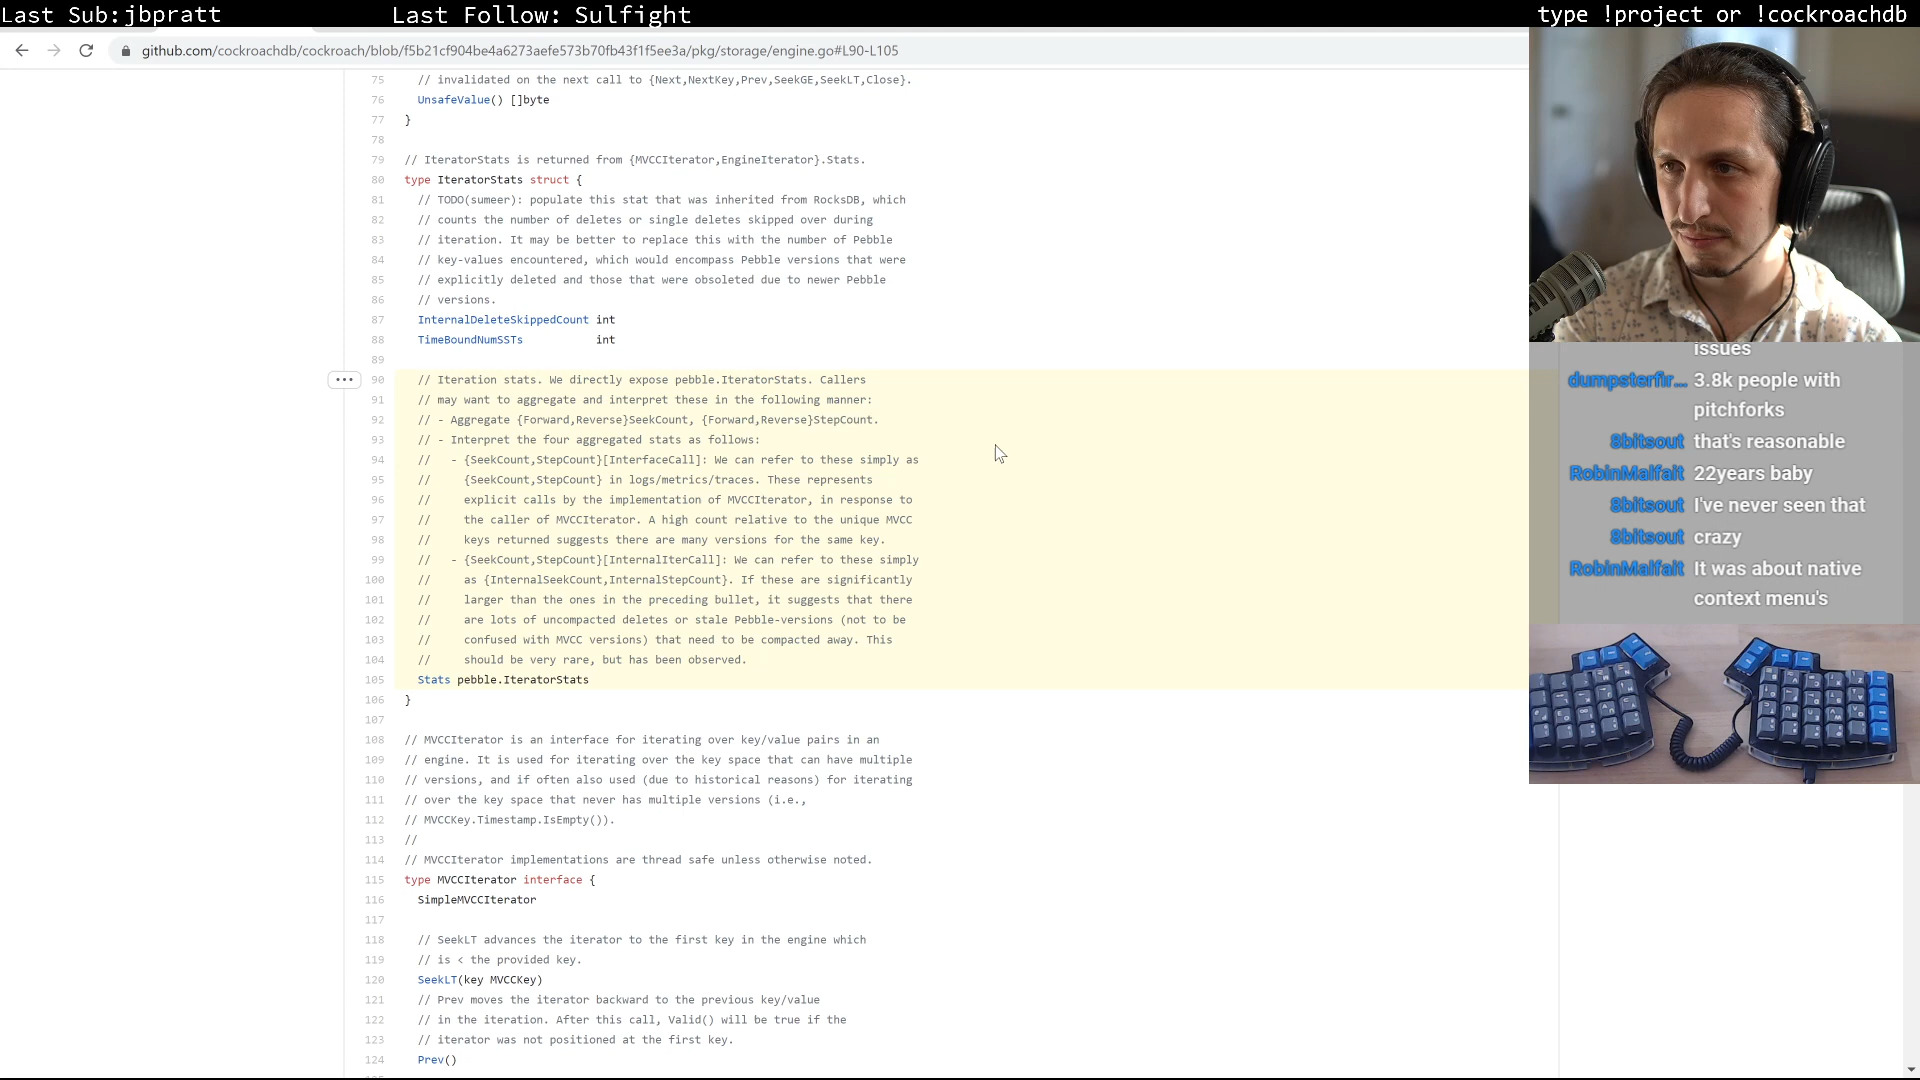 Last Sub:jbpratt
Last Follow: Sulfight
type !project or !cockroachdb
github.com/cockroachdb/cockroach/blob/f5b21cf904be4a6273aefe573b70fb43f1f5ee3a/pkg/storage/engine.go#L90-L105
75 // invalidated on the next call to {Next,NextKey,Prev,SeekGE,SeekLT,Close}.
76 UnsafeValue() []byte
77 }
78
79 // IteratorStats is returned from {MVCCIterator,EngineIterator}.Stats.
80 type IteratorStats struct {
81 // TODO(sumeer): populate this stat that was inherited from RocksDB, which
82 // counts the number of deletes or single deletes skipped over during
83 // iteration. It may be better to replace this with the number of Pebble
84 // key-values encountered, which would encompass Pebble versions that were
85 // explicitly deleted and those that were obsoleted due to newer Pebble
86 // versions.
87 InternalDeleteSkippedCount int
88 TimeBoundNumSSTs int
89
90 // Iteration stats. We directly expose pebble.IteratorStats. Callers
91 // may want to aggregate and interpret these in the following manner:
92 // - Aggregate {Forward,Reverse}SeekCount, {Forward,Reverse}StepCount.
93 // - Interpret the four aggregated stats as follows:
94 // - {SeekCount,StepCount}[InterfaceCall]: We can refer to these simply as
95 // {SeekCount,StepCount} in logs/metrics/traces. These represents
96 // explicit calls by the implementation of MVCCIterator, in response to
97 // the caller of MVCCIterator. A high count relative to the unique MVCC
98 // keys returned suggests there are many versions for the same key.
99 // - {SeekCount,StepCount}[InternalIterCall]: We can refer to these simply
100 // as {InternalSeekCount,InternalStepCount}. If these are significantly
101 // larger than the ones in the preceding bullet, it suggests that there
102 // are lots of uncompacted deletes or stale Pebble-versions (not to be
103 // confused with MVCC versions) that need to be compacted away. This
104 // should be very rare, but has been observed.
105 Stats pebble.IteratorStats
106 }
107
108 // MVCCIterator is an interface for iterating over key/value pairs in an
109 // engine. It is used for iterating over the key space that can have multiple
110 // versions, and if often also used (due to historical reasons) for iterating
111 // over the key space that never has multiple versions (i.e.,
112 // MVCCKey.Timestamp.IsEmpty()).
113 //
114 // MVCCIterator implementations are thread safe unless otherwise noted.
115 type MVCCIterator interface {
116 SimpleMVCCIterator
117
118 // SeekLT advances the iterator to the first key in the engine which
119 // is < the provided key.
120 SeekLT(key MVCCKey)
121 // Prev moves the iterator backward to the previous key/value
122 // in the iteration. After this call, Valid() will be true if the
123 // iterator was not positioned at the first key.
124 Prev()
issues
dumpsterfir... 3.8k people with
pitchforks
8bitsout that's reasonable
RobinMalfait 22years baby
8bitsout I've never seen that
8bitsout crazy
RobinMalfait It was about native
context menu's